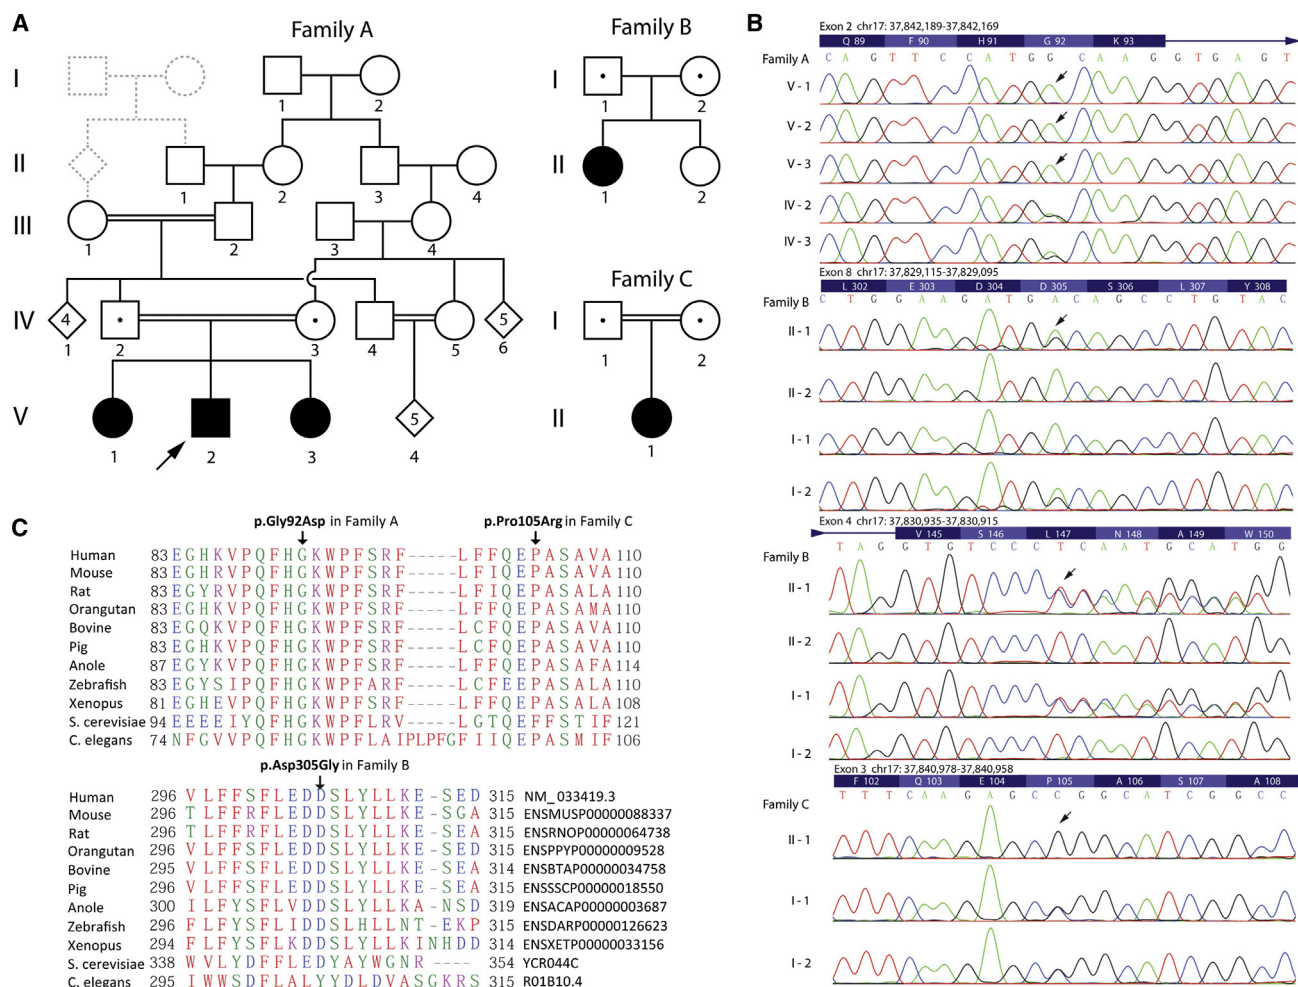 A
Family A
Family B
I
1 2
1 2
II
1 2 3 4
II
1 2
III
1 2 3 4
Family C
IV
4 5
1 2 3 4 5 6
I
1 2
V
5
1 2 3 4
II
1
B
Exon 2 chr17: 37,842,189-37,842,169
Q 89 F 90 H 91 G 92 K 93
Family A C A G T T C C A T G G C A A G G T G A G T
V - 1
V - 2
V - 3
IV - 2
IV - 3
Exon 8 chr17: 37,829,115-37,829,095
L 302 E 303 D 304 D 305 S 306 L 307 Y 308
Family B C T G G A A G A T G A C A G C C T G T A C
II - 1
II - 2
I - 1
I - 2
Exon 4 chr17: 37,830,935-37,830,915
V 145 S 146 L 147 N 148 A 149 W 150
Family B T A G G T G T C C C T C A A T G C A T G G
II - 1
II - 2
I - 1
I - 2
Exon 3 chr17: 37,840,978-37,840,958
F 102 Q 103 E 104 P 105 A 106 S 107 A 108
Family C T T T C A A G A G C C G G C A T C G G C C
II - 1
I - 1
I - 2
C
p.Gly92Asp in Family A p.Pro105Arg in Family C
Human 83 E G H K V P Q F H G K W P F S R F - - - - - L F F Q E P A S A V A 110
Mouse 83 E G H R V P Q F H G K W P F S R F - - - - - L F I Q E P A S A V A 110
Rat 83 E G Y R V P Q F H G K W P F S R F - - - - - L F I Q E P A S A L A 110
Orangutan 83 E G H K V P Q F H G K W P F S R F - - - - - L F F Q E P A S A M A 110
Bovine 83 E G Q K V P Q F H G K W P F S R F - - - - - L C F Q E P A S A V A 110
Pig 83 E G H K V P Q F H G K W P F S R F - - - - - L C F Q E P A S A V A 110
Anole 87 E G Y K V P Q F H G K W P F S R F - - - - - L F F Q E P A S A F A 114
Zebrafish 83 E G Y S I P Q F H G K W P F A R F - - - - - L C F E E P A S A L A 110
Xenopus 81 E G H E V P Q F H G K W P F S R F - - - - - L F F Q E P A S A L A 108
S. cerevisiae 94 E E E E I Y Q F H G K W P F L R V - - - - - L G T Q E F F S T I F 121
C. elegans 74 N F G V V P Q F H G K W P F L A I P L P F G F I I Q E P A S M I F 106
p.Asp305Gly in Family B
Human 296 V L F F S F L E D D S L Y L L K E - S E D 315 NM_033419.3
Mouse 296 T L F F R F L E D D S L Y L L K E - S G A 315 ENSMUSP00000088337
Rat 296 T L F F R F L E D D S L Y L L K E - S G A 315 ENSRNOP00000064738
Orangutan 295 V L F F S F L E D D S L Y L L K E - S E D 315 ENSPPYP00000009528
Bovine 295 V L F F S F L E D D S L Y L L K E - S E A 314 ENSBTAP00000034758
Pig 296 V L F F S F L E D D S L Y L L K E - S E A 315 ENSSSCP00000018550
Anole 300 I L F Y S F L V D D S L Y L L K A - N S D 319 ENSACAP00000003687
Zebrafish 296 F L F Y S F L I D D S L H L L N T - E K P 315 ENSDARP00000126623
Xenopus 294 F L F Y S F L K D D S L Y L L K I N H D D 314 ENSXETP00000033156
S. cerevisiae 338 W V L Y D F F L E D Y A Y W G N R - - - - 354 YCR044C
C. elegans 295 I W W S D F L A L Y Y D L D V A S G K R S 315 R01B10.4